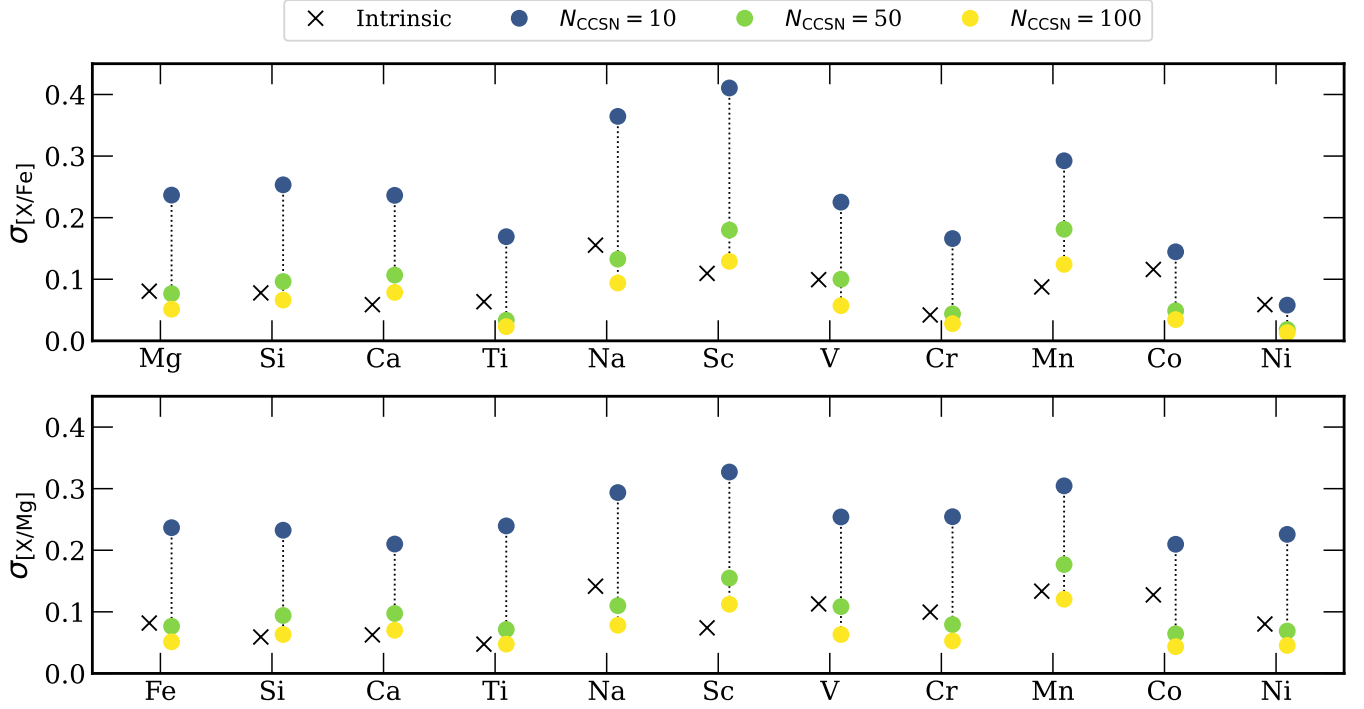 Intrinsic N_CCSN = 10 N_CCSN = 50 N_CCSN = 100
σ[X/Fe]
0.4
0.3
0.2
0.1
0.0
Mg Si Ca Ti Na Sc V Cr Mn Co Ni
σ[X/Mg]
0.4
0.3
0.2
0.1
0.0
Fe Si Ca Ti Na Sc V Cr Mn Co Ni